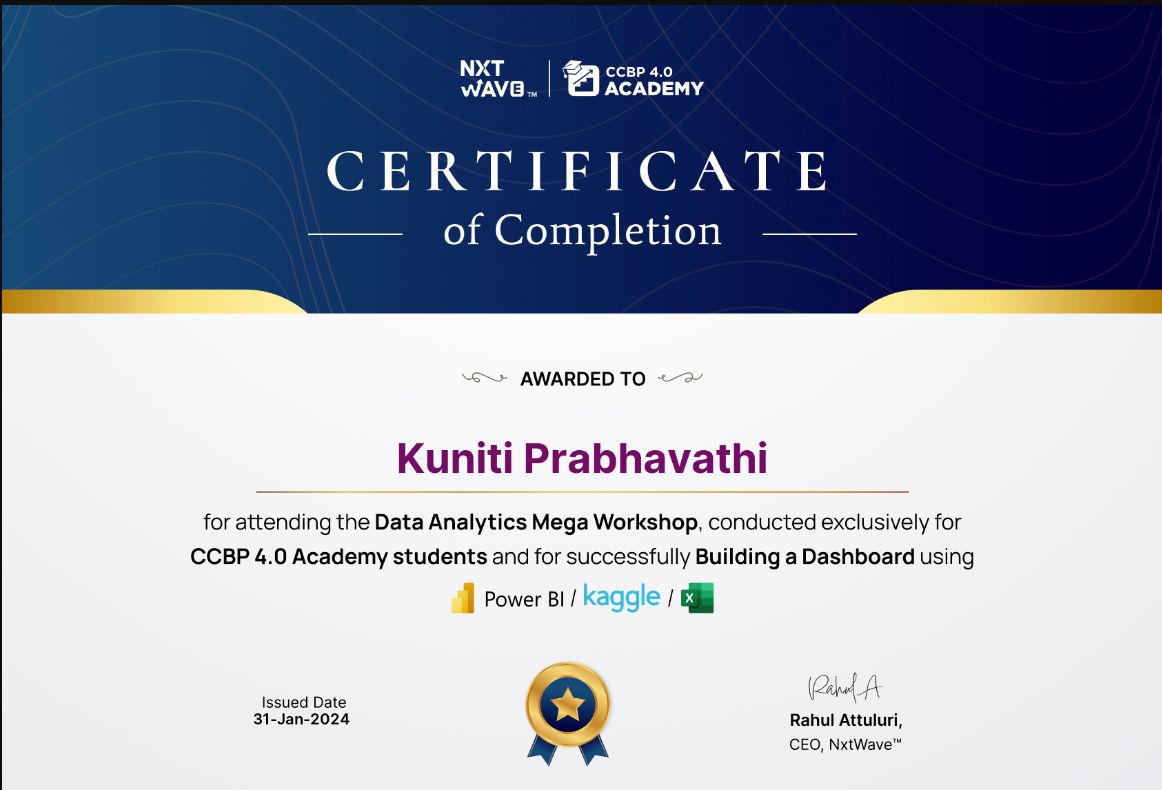 NXT WAVE™ | CCBP 4.0 ACADEMY
CERTIFICATE
of Completion
AWARDED TO
Kuniti Prabhavathi
for attending the Data Analytics Mega Workshop, conducted exclusively for
CCBP 4.0 Academy students and for successfully Building a Dashboard using
Power BI / kaggle / X
Issued Date
31-Jan-2024
Rahul A
Rahul Attuluri,
CEO, NxtWave™